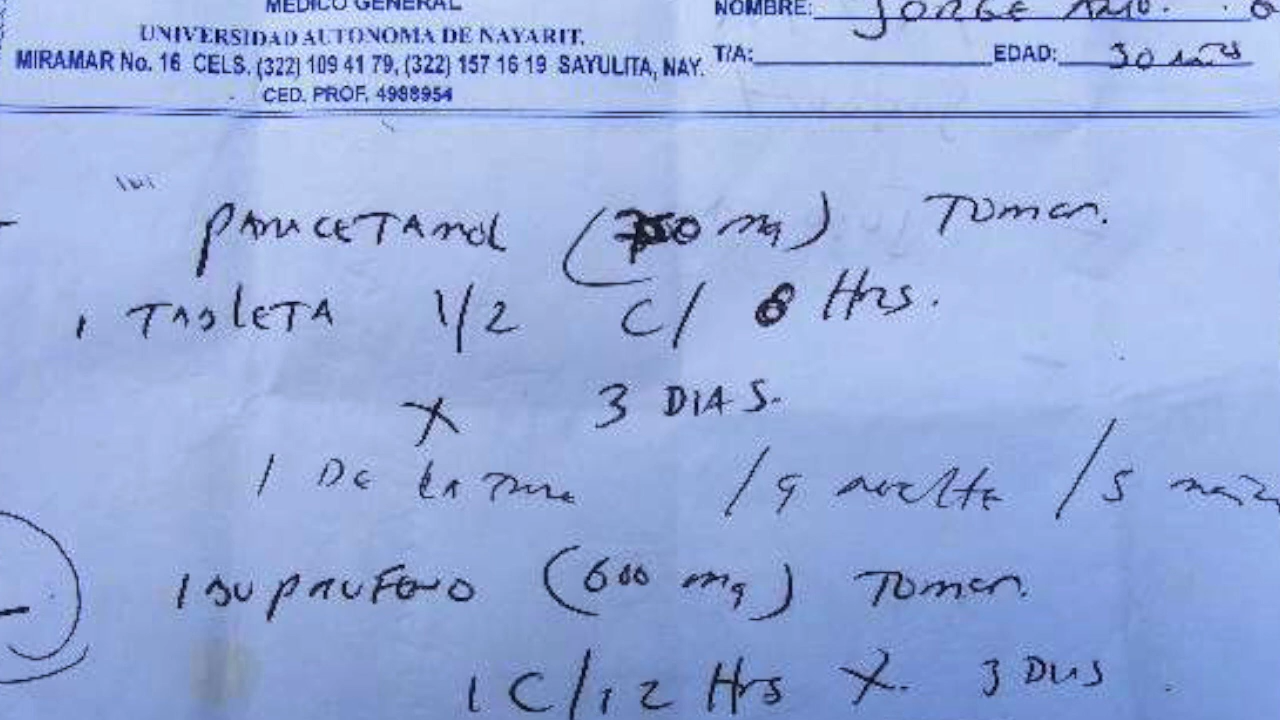 MEDICO GENERAL
UNIVERSIDAD AUTONOMA DE NAYARIT.
MIRAMAR No. 16 CELS. (322) 109 41 79, (322) 157 16 19 SAYULITA, NAY.
CED. PROF. 4988954
NOMBRE: JORGE
T/A: EDAD: 30 años
PARACETAMOL (750 mg) TOMAR.
1 TABLETA 1/2 C/ 8 Hrs.
X 3 DIAS.
1 DE LA / 9 noche / 5
IBUPROFENO (600 mg) TOMAR.
1 C/12 Hrs X. 3 DIAS